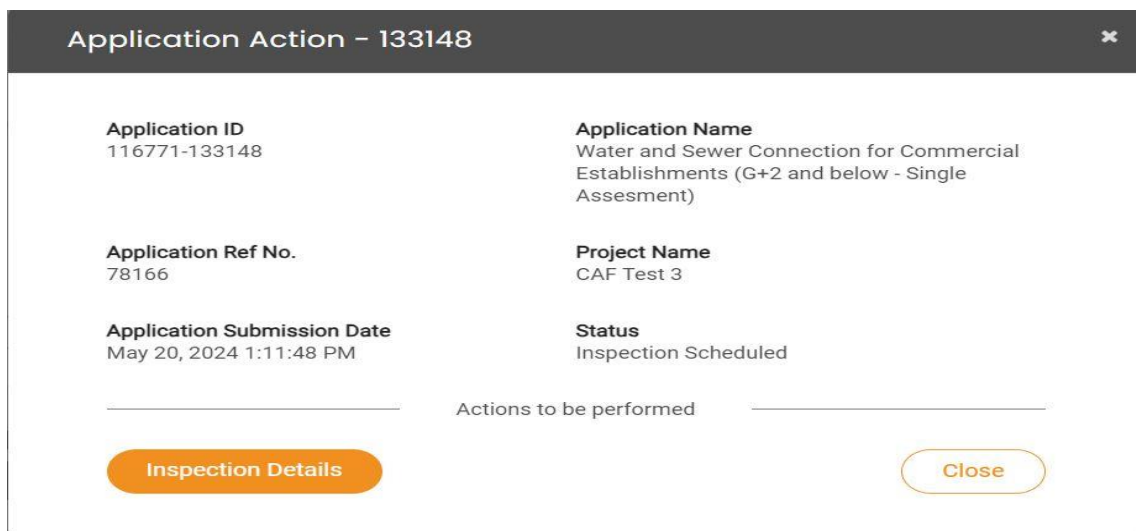 Application Action - 133148
Application ID
116771-133148
Application Name
Water and Sewer Connection for Commercial
Establishments (G+2 and below - Single
Assesment)
Application Ref No.
78166
Project Name
CAF Test 3
Application Submission Date
May 20, 2024 1:11:48 PM
Status
Inspection Scheduled
Actions to be performed
Inspection Details
Close